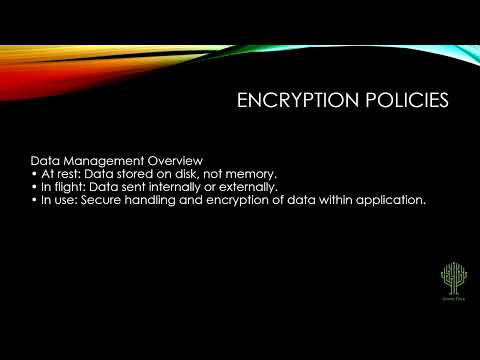 ENCRYPTION POLICIES
Data Management Overview
• At rest: Data stored on disk, not memory.
• In flight: Data sent internally or externally.
• In use: Secure handling and encryption of data within application.